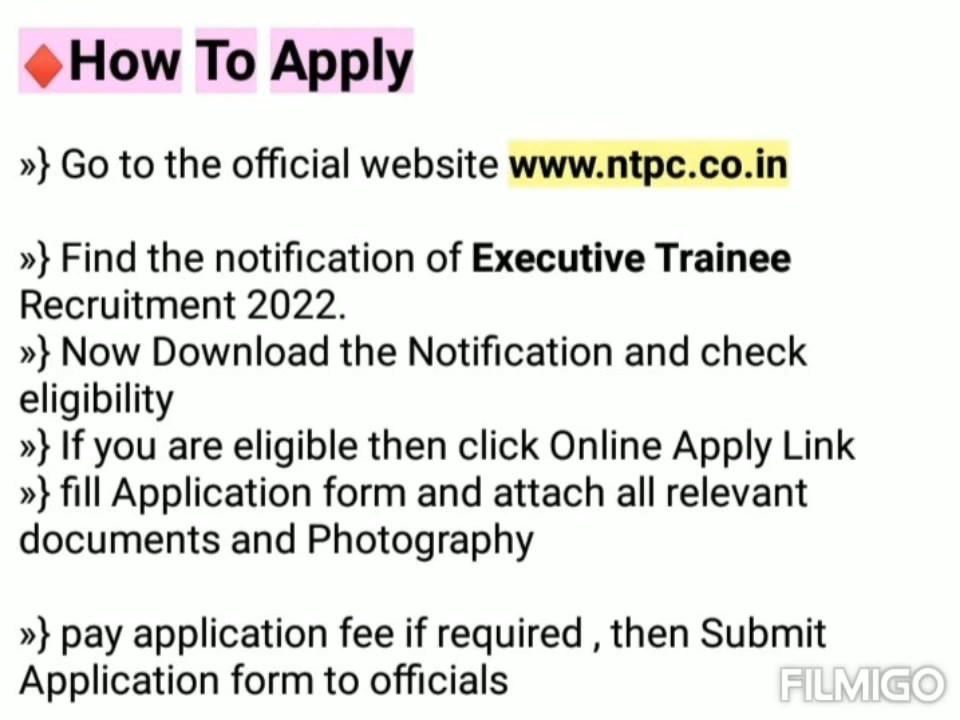 ♦How To Apply
»} Go to the official website www.ntpc.co.in
»} Find the notification of Executive Trainee
Recruitment 2022.
»} Now Download the Notification and check
eligibility
»} If you are eligible then click Online Apply Link
»} fill Application form and attach all relevant
documents and Photography
»} pay application fee if required , then Submit
Application form to officials
FILMIGO